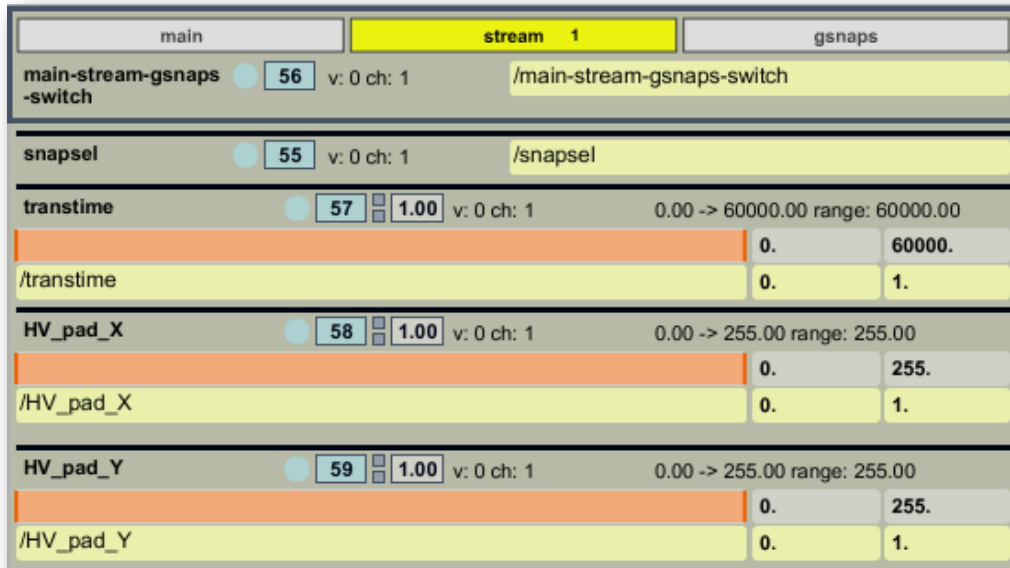 main stream 1 gsnaps
main-stream-gsnaps 56 v: 0 ch: 1 /main-stream-gsnaps-switch
-switch
snapsel 55 v: 0 ch: 1 /snapsel
transtime 57 1.00 v: 0 ch: 1 0.00 -> 60000.00 range: 60000.00
0. 60000.
/transtime 0. 1.
HV_pad_X 58 1.00 v: 0 ch: 1 0.00 -> 255.00 range: 255.00
0. 255.
/HV_pad_X 0. 1.
HV_pad_Y 59 1.00 v: 0 ch: 1 0.00 -> 255.00 range: 255.00
0. 255.
/HV_pad_Y 0. 1.